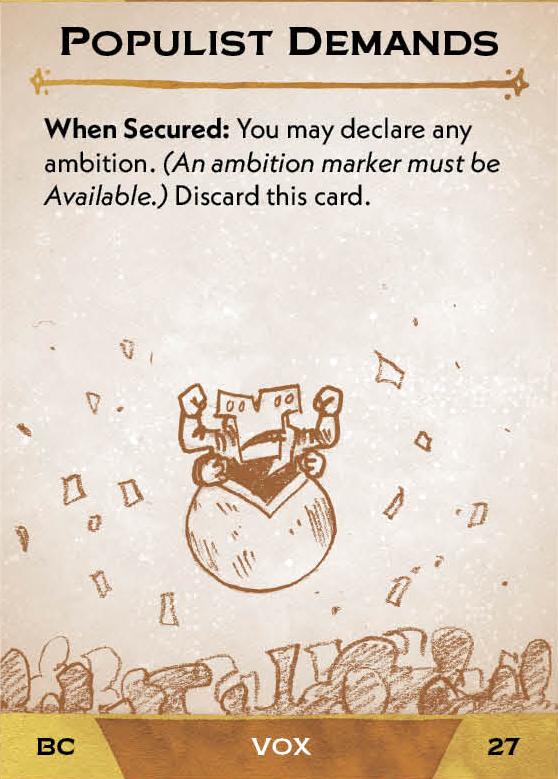 POPULIST DEMANDS
When Secured: You may declare any
ambition. (An ambition marker must be
Available.) Discard this card.
BC VOX 27